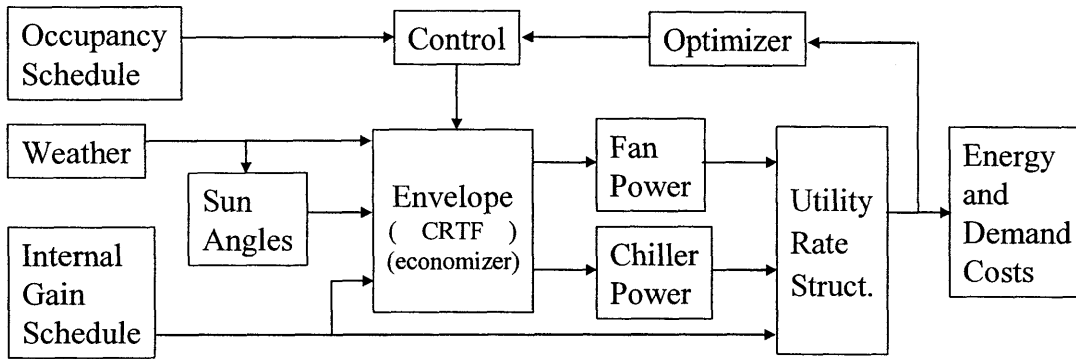 Occupancy
Schedule
Control
Optimizer
Weather
Sun
Angles
Internal
Gain
Schedule
Envelope
( CRTF )
(economizer)
Fan
Power
Chiller
Power
Utility
Rate
Struct.
Energy
and
Demand
Costs